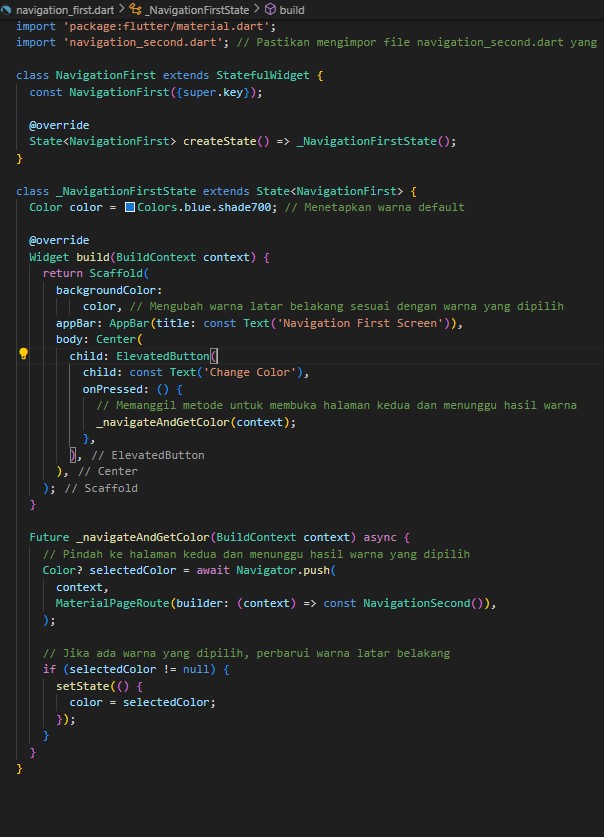 navigation_first.dart > _NavigationFirstState > build
import 'package:flutter/material.dart';
import 'navigation_second.dart'; // Pastikan mengimpor file navigation_second.dart yang
class NavigationFirst extends StatefulWidget {
const NavigationFirst({super.key});
@override
State<NavigationFirst> createState() => _NavigationFirstState();
}
class _NavigationFirstState extends State<NavigationFirst> {
Color color = Colors.blue.shade700; // Menetapkan warna default
@override
Widget build(BuildContext context) {
return Scaffold(
backgroundColor:
color, // Mengubah warna latar belakang sesuai dengan warna yang dipilih
appBar: AppBar(title: const Text('Navigation First Screen')),
body: Center(
child: ElevatedButton(
child: const Text('Change Color'),
onPressed: () {
// Memanggil metode untuk membuka halaman kedua dan menunggu hasil warna
_navigateAndGetColor(context);
},
), // ElevatedButton
), // Center
); // Scaffold
}
Future _navigateAndGetColor(BuildContext context) async {
// Pindah ke halaman kedua dan menunggu hasil warna yang dipilih
Color? selectedColor = await Navigator.push(
context,
MaterialPageRoute(builder: (context) => const NavigationSecond()),
);
// Jika ada warna yang dipilih, perbarui warna latar belakang
if (selectedColor != null) {
setState(() {
color = selectedColor;
});
}
}
}